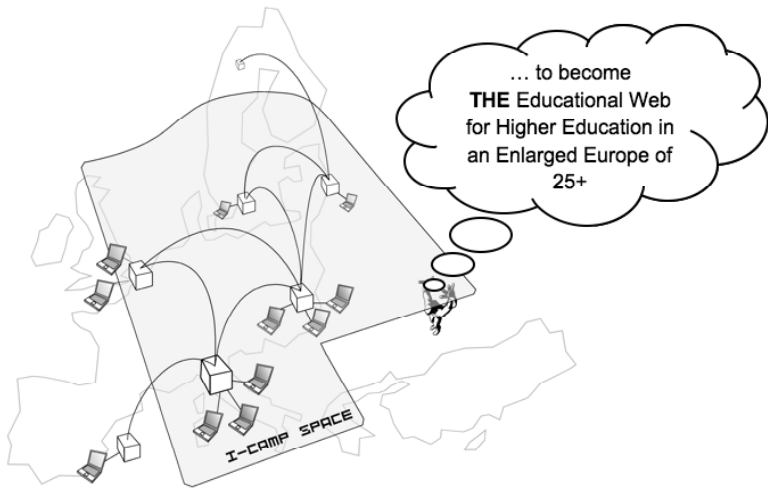 ... to become
THE Educational Web
for Higher Education in
an Enlarged Europe of
25+
I-CAMP SPACE